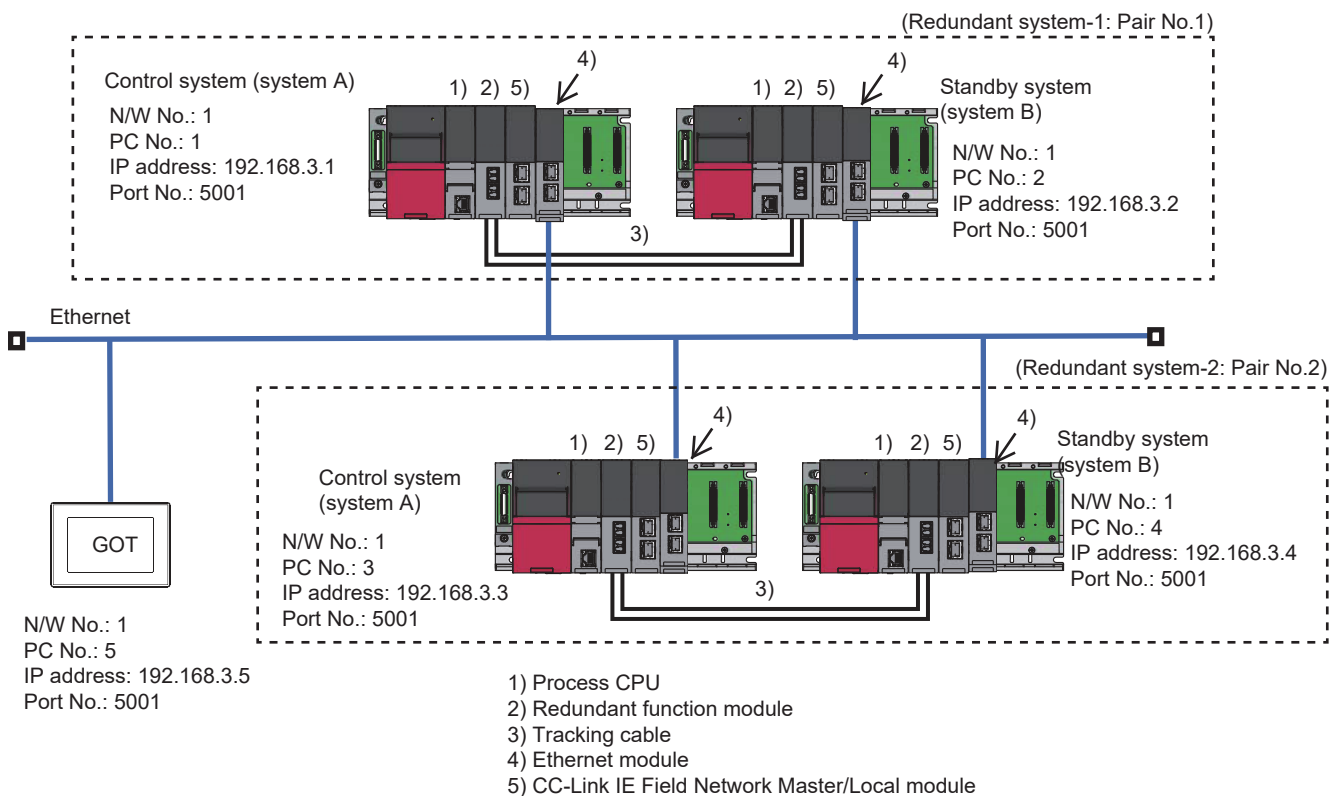 (Redundant system-1: Pair No.1)
Control system (system A)
N/W No.: 1
PC No.: 1
IP address: 192.168.3.1
Port No.: 5001
1) 2) 5)
4)
1) 2) 5)
4)
Standby system
(system B)
N/W No.: 1
PC No.: 2
IP address: 192.168.3.2
Port No.: 5001
3)
Ethernet
(Redundant system-2: Pair No.2)
Control system
(system A)
N/W No.: 1
PC No.: 3
IP address: 192.168.3.3
Port No.: 5001
1) 2) 5)
4)
1) 2) 5)
4)
Standby system
(system B)
N/W No.: 1
PC No.: 4
IP address: 192.168.3.4
Port No.: 5001
3)
GOT
N/W No.: 1
PC No.: 5
IP address: 192.168.3.5
Port No.: 5001
1) Process CPU
2) Redundant function module
3) Tracking cable
4) Ethernet module
5) CC-Link IE Field Network Master/Local module